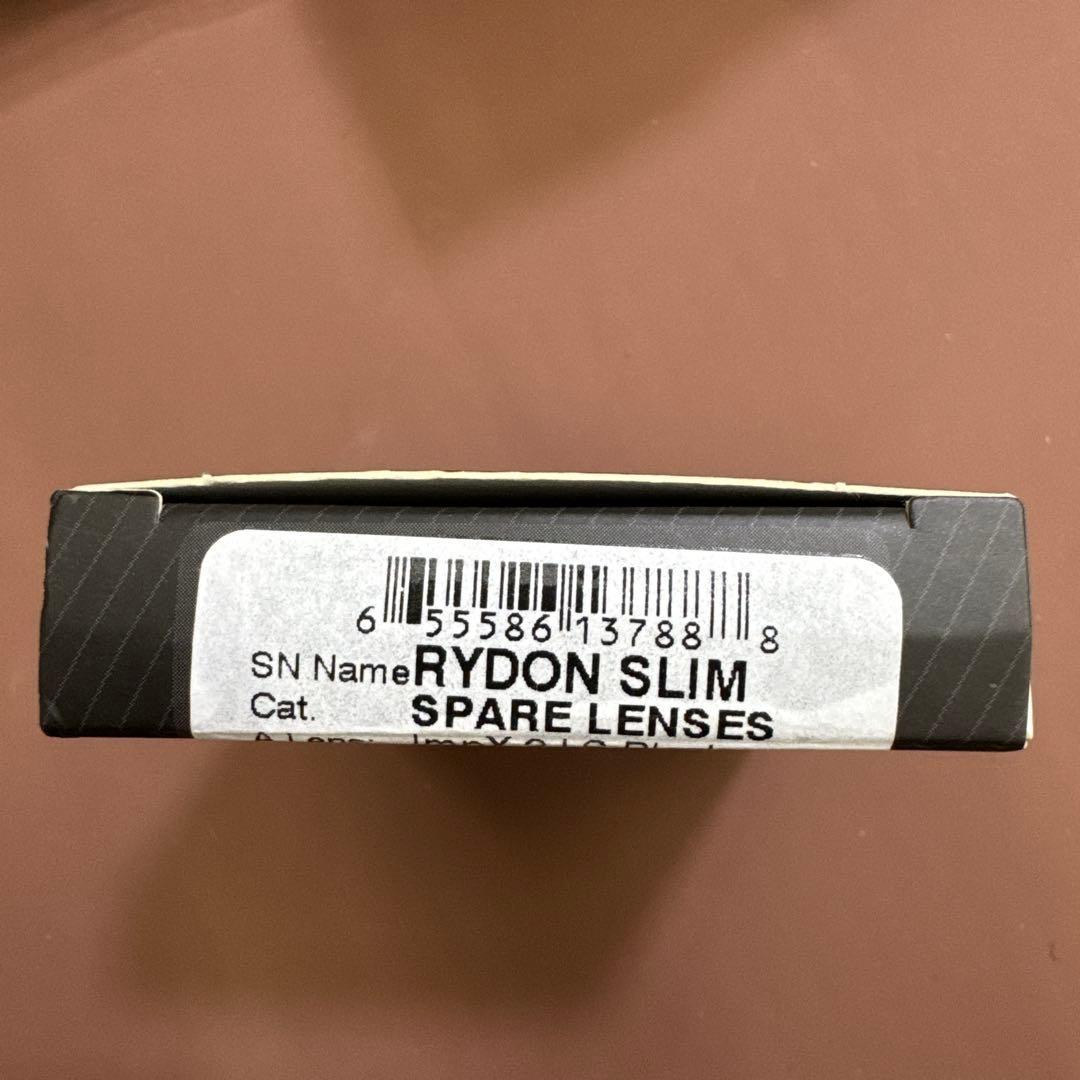 6 55586 13788 8
SN Name RYDON SLIM
Cat. SPARE LENSES